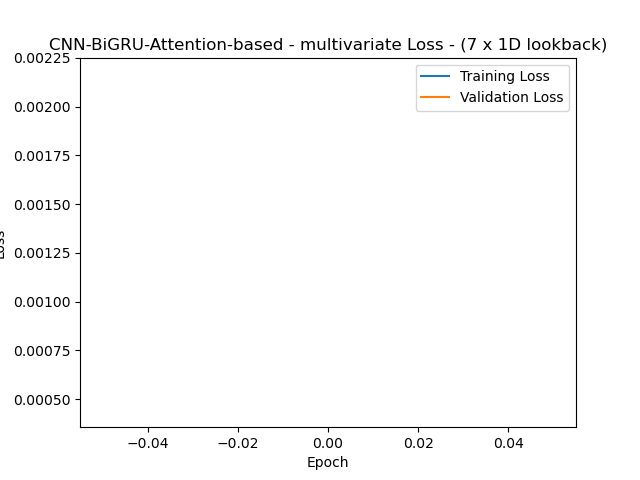 CNN-BiGRU-Attention-based - multivariate Loss - (7 x 1D lookback)
0.00225
0.00200
0.00175
0.00150
0.00125
0.00100
0.00075
0.00050
Loss
Training Loss
Validation Loss
−0.04
−0.02
0.00
0.02
0.04
Epoch